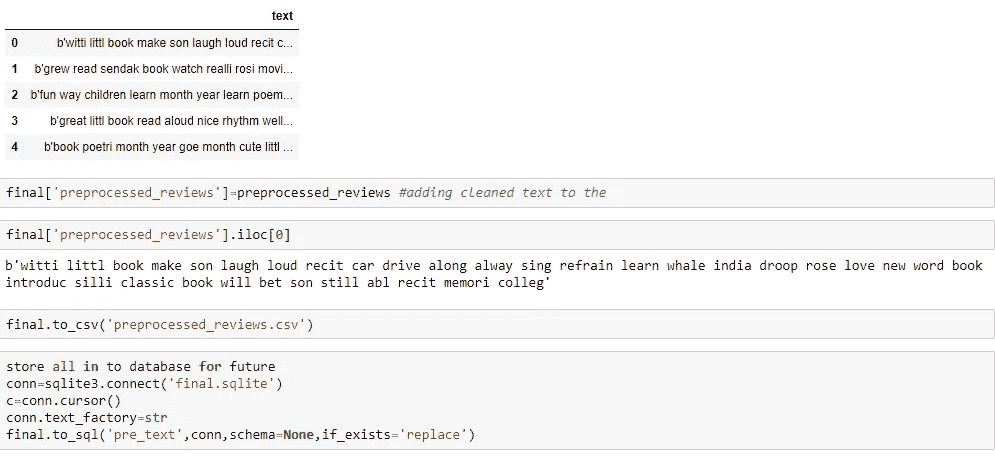 text
0 b'witti littl book make son laugh loud recit c...
1 b'grew read sendak book watch realli rosi movi...
2 b'fun way children learn month year learn poem...
3 b'great littl book read aloud nice rhythm well...
4 b'book poetri month year goe month cute littl ...
final['preprocessed_reviews']=preprocessed_reviews #adding cleaned text to the
final['preprocessed_reviews'].iloc[0]
b'witti littl book make son laugh loud recit car drive along alway sing refrain learn whale india droop rose love new word book
introduc silli classic book will bet son still abl recit memori colleg'
final.to_csv('preprocessed_reviews.csv')
store all in to database for future
conn=sqlite3.connect('final.sqlite')
c=conn.cursor()
conn.text_factory=str
final.to_sql('pre_text',conn,schema=None,if_exists='replace')